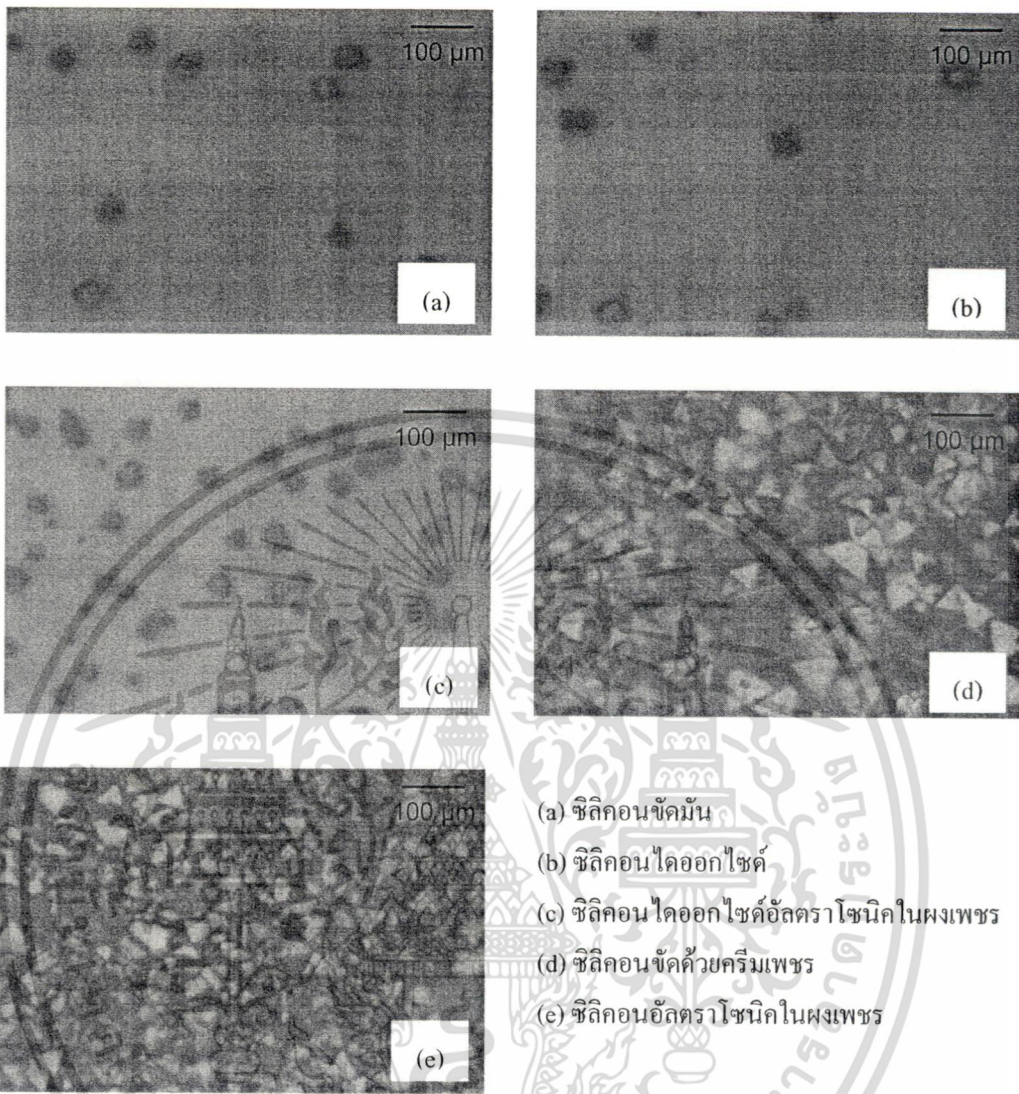 100 µm
(a)
100 µm
(b)
100 µm
(c)
100 µm
(d)
100 µm
(e)
(a) ซิลิคอนขัดมัน
(b) ซิลิคอนไดออกไซด์
(c) ซิลิคอนไดออกไซด์อัลตราโซนิคในผงเพชร
(d) ซิลิคอนขัดด้วยครีมเพชร
(e) ซิลิคอนอัลตราโซนิคในผงเพชร